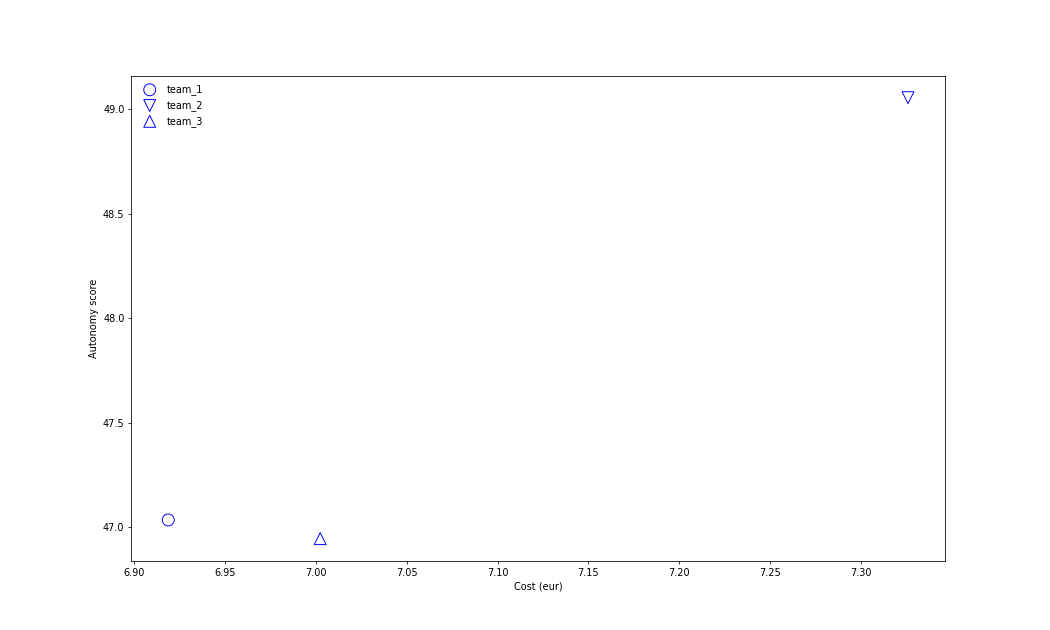 team_1
team_2
team_3
49.0
48.5
48.0
47.5
47.0
Autonomy score
6.90 6.95 7.00 7.05 7.10 7.15 7.20 7.25 7.30
Cost (eur)